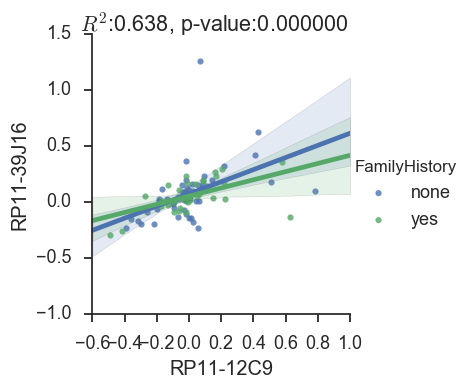 R²:0.638, p-value:0.000000
1.5
1.0
0.5
0.0
−0.5
−1.0
RP11-39J16
FamilyHistory
none
yes
−0.6 −0.4 −0.2 0.0 0.2 0.4 0.6 0.8 1.0
RP11-12C9